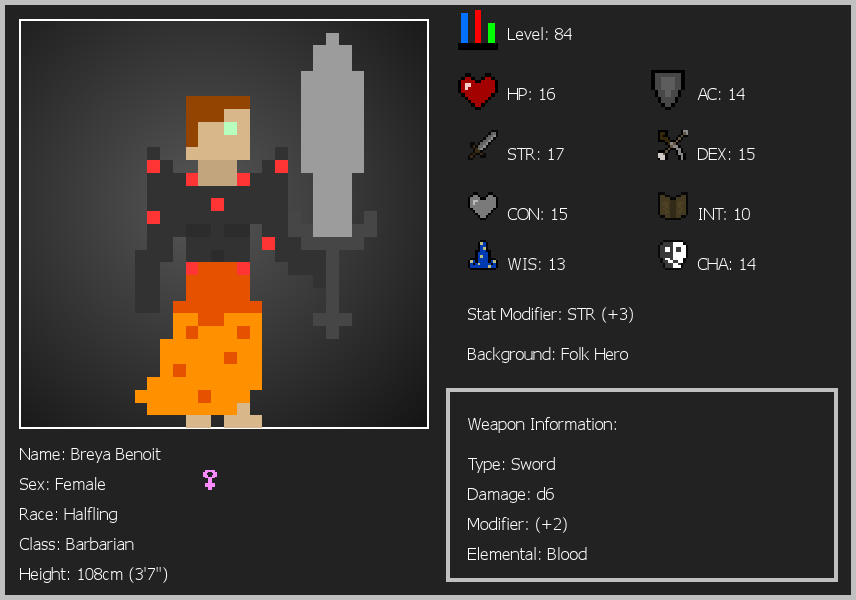 Level: 84
HP: 16
AC: 14
STR: 17
DEX: 15
CON: 15
INT: 10
WIS: 13
CHA: 14
Stat Modifier: STR (+3)
Background: Folk Hero
Weapon Information:
Type: Sword
Damage: d6
Modifier: (+2)
Elemental: Blood
Name: Breya Benoit
Sex: Female
Race: Halfling
Class: Barbarian
Height: 108cm (3'7")